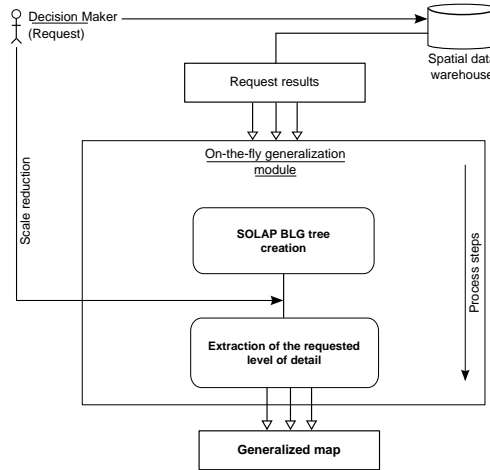 Decision Maker
(Request)
Spatial data
warehouse
Request results
On-the-fly generalization
module
Scale reduction
SOLAP BLG tree
creation
Process steps
Extraction of the requested
level of detail
Generalized map